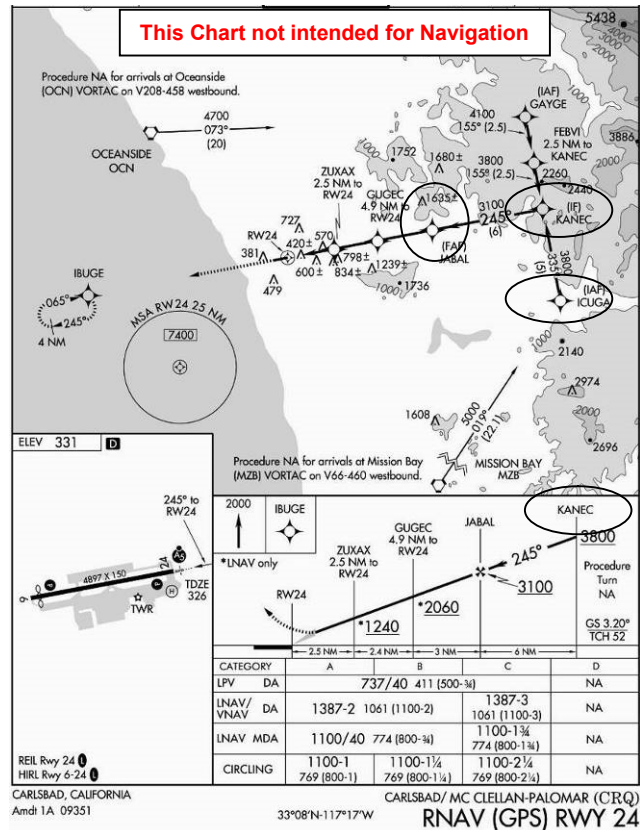 This Chart not intended for Navigation
5438
Procedure NA for arrivals at Oceanside
(OCN) VORTAC on V208-458 westbound.
4700
073°
(20)
OCEANSIDE
OCN
1000
1752
1680±
1635±
(IAF)
GAYGE
4100
155° (2.5)
FEBVI
2.5 NM to
KANEC
3886
2000
3800
155° (2.5)
2260
2440
ZUXAX
2.5 NM to
RW24
GUGEC
4.9 NM to
RW24
3100
245°
(6)
(IF)
KANEC
(FAF)
JABAL
727
RW24
420±
570
381
798±
600±
834±
1239±
479
1736
1000
3800
335°
(5)
(IAF)
ICUGA
IBUGE
065°
245°
4 NM
MSA RW24 25 NM
7400
1000
2140
2974
2000
2696
1608
5000
019°
(22.1)
MISSION BAY
MZB
Procedure NA for arrivals at Mission Bay
(MZB) VORTAC on V66-460 westbound.
ELEV 331 D
245° to
RW24
4897 X 150
24
6
A5
P
P
H
TWR
TDZE
326
REIL Rwy 24 L
HIRL Rwy 6-24 L
2000
IBUGE
*LNAV only
RW24
ZUXAX
2.5 NM to
RW24
GUGEC
4.9 NM to
RW24
JABAL
KANEC
3800
245°
3100
*2060
*1240
Procedure
Turn
NA
GS 3.20°
TCH 52
2.5 NM 2.4 NM 3 NM 6 NM
CATEGORY A B C D
LPV DA 737/40 411 (500-¾) NA
LNAV/
VNAV DA 1387-2 1061 (1100-2) 1387-3
1061 (1100-3) NA
LNAV MDA 1100/40 774 (800-¾) 1100-1¾
774 (800-1¾) NA
CIRCLING 1100-1
769 (800-1) 1100-1¼
769 (800-1¼) 1100-2¼
769 (800-2¼) NA
CARLSBAD, CALIFORNIA
Amdt 1A 09351
33°08'N-117°17'W
CARLSBAD/ MC CLELLAN-PALOMAR (CRQ)
RNAV (GPS) RWY 24